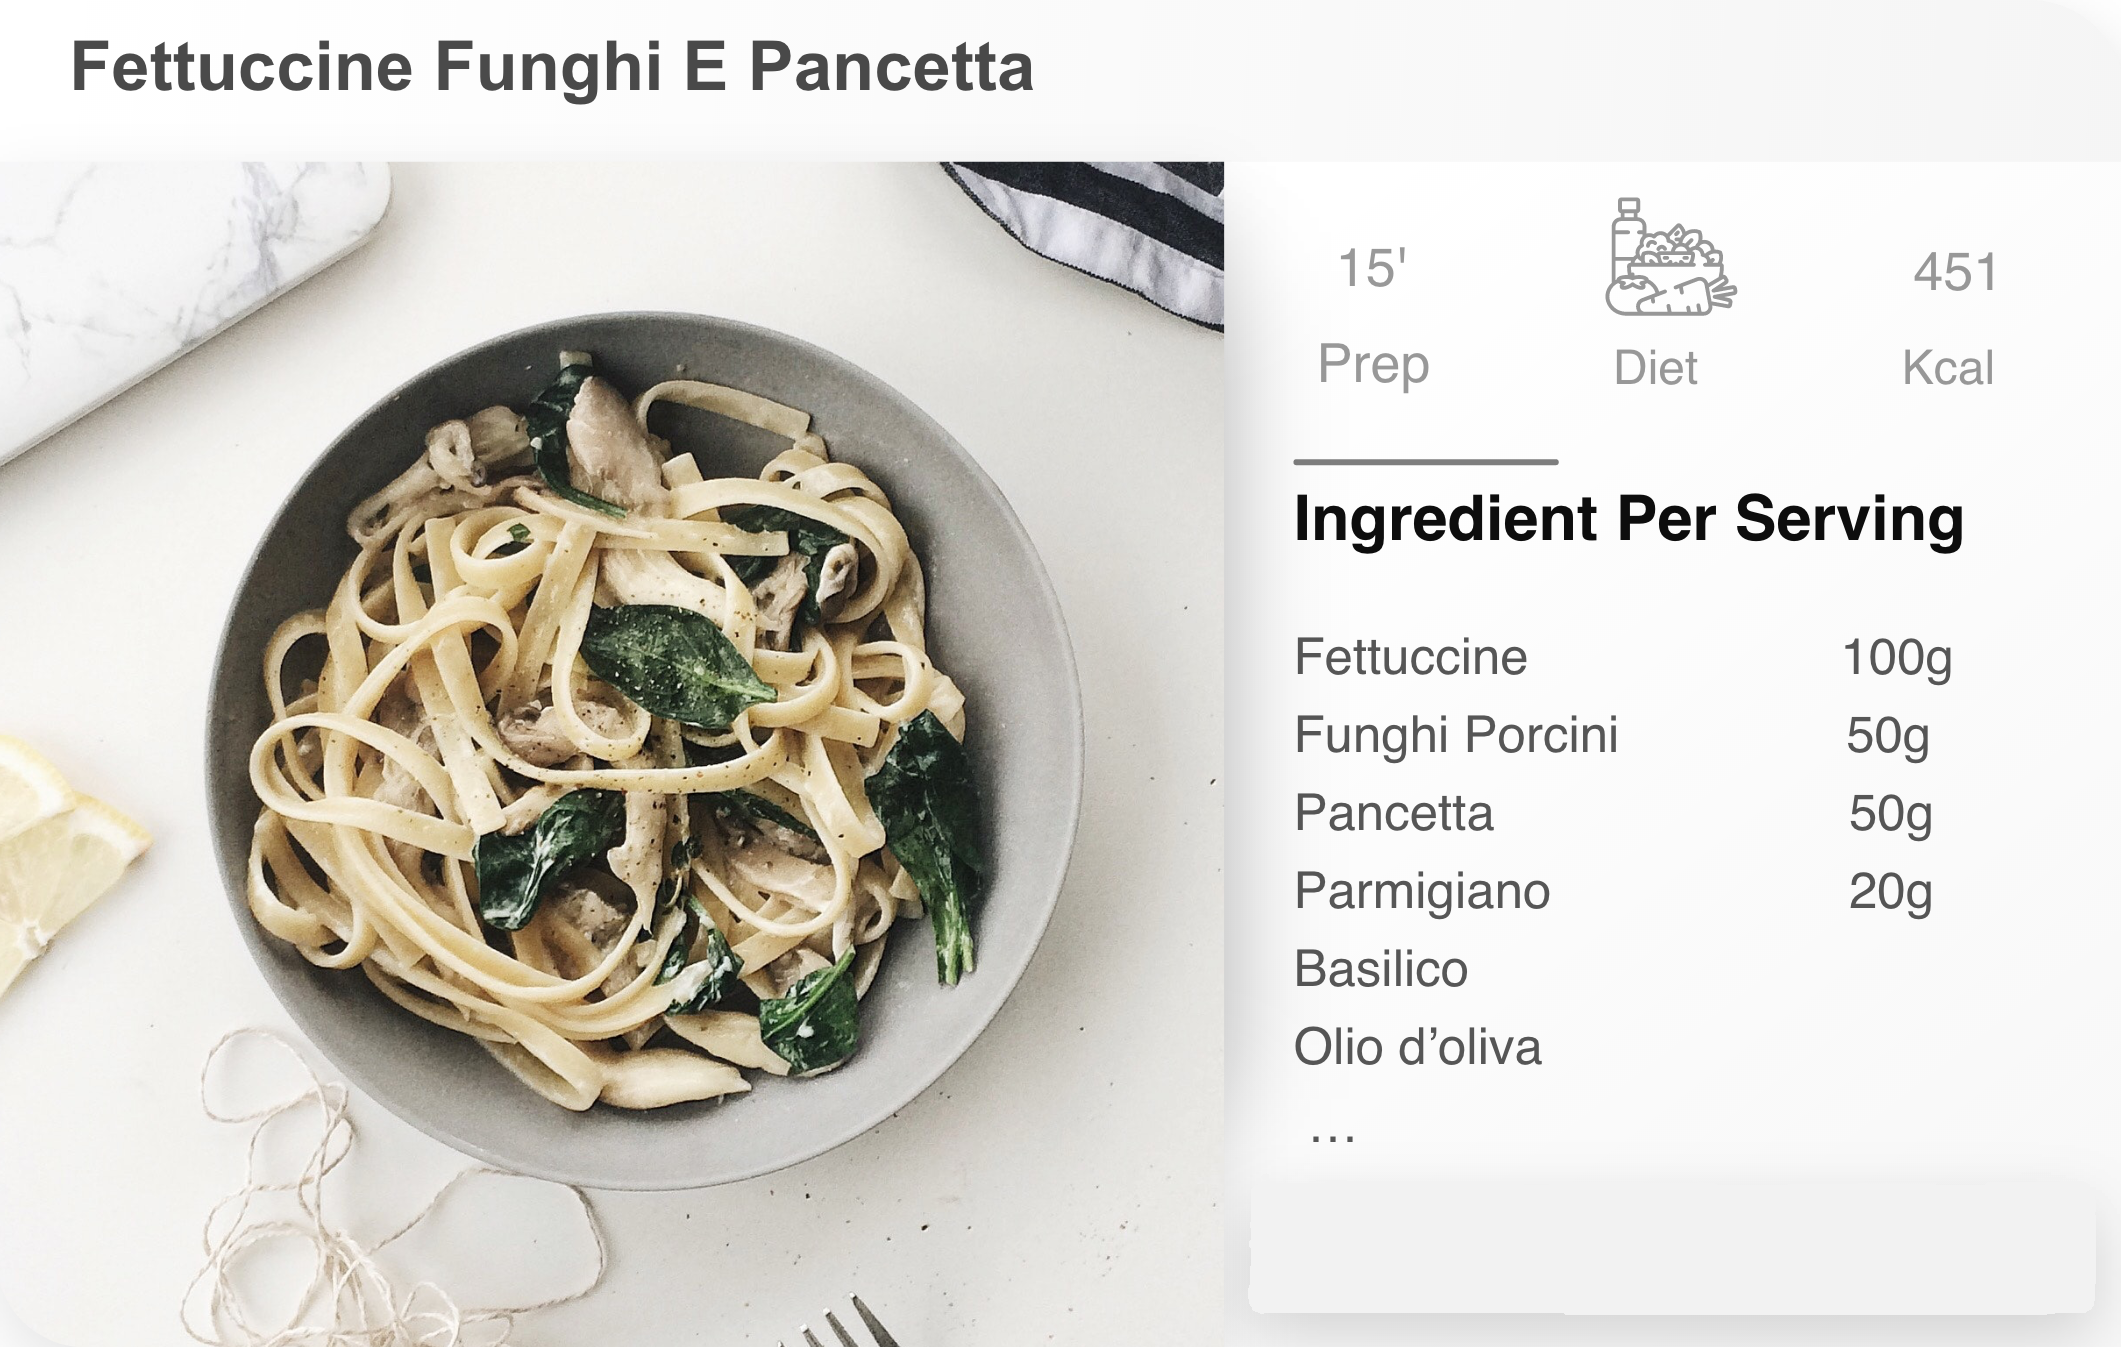 Fettuccine Funghi E Pancetta
15' 451
Prep Diet Kcal
Ingredient Per Serving
Fettuccine 100g
Funghi Porcini 50g
Pancetta 50g
Parmigiano 20g
Basilico
Olio d’oliva
...